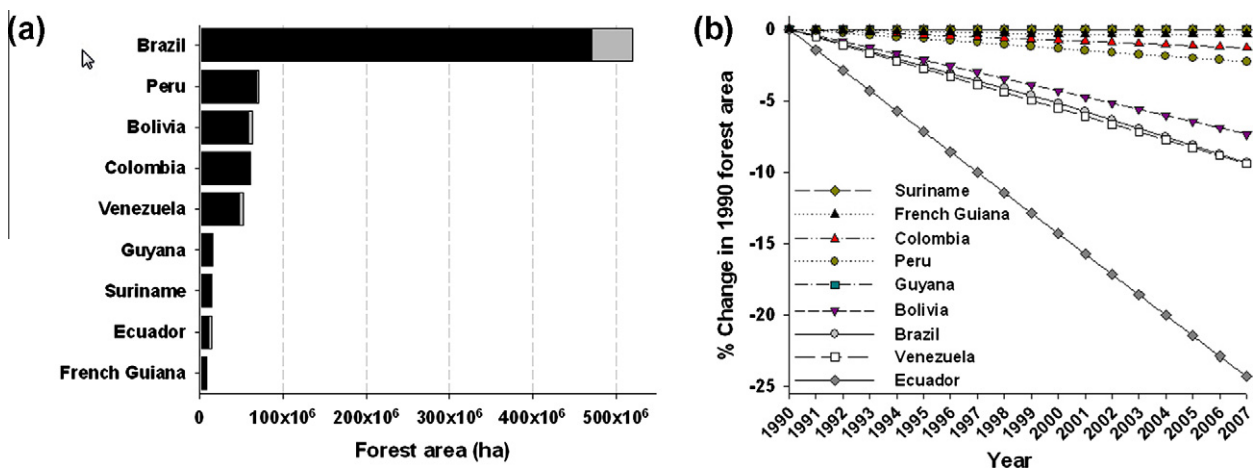 (a)
Brazil
Peru
Bolivia
Colombia
Venezuela
Guyana
Suriname
Ecuador
French Guiana
0 100x10⁶ 200x10⁶ 300x10⁶ 400x10⁶ 500x10⁶
Forest area (ha)
(b)
% Change in 1990 forest area
0
-5
-10
-15
-20
-25
Suriname
French Guiana
Colombia
Peru
Guyana
Bolivia
Brazil
Venezuela
Ecuador
1990 1991 1992 1993 1994 1995 1996 1997 1998 1999 2000 2001 2002 2003 2004 2005 2006 2007
Year